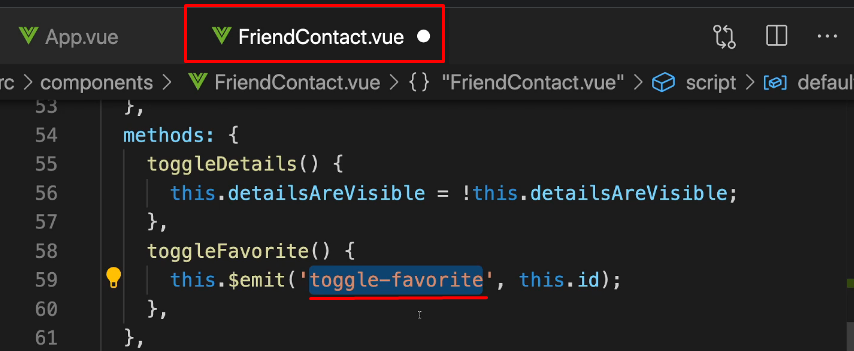 App.vue
FriendContact.vue
rc > components > FriendContact.vue > {} "FriendContact.vue" > script > default
53 },
54 methods: {
55 toggleDetails() {
56 this.detailsAreVisible = !this.detailsAreVisible;
57 },
58 toggleFavorite() {
59 this.$emit('toggle-favorite', this.id);
60 },
61 },